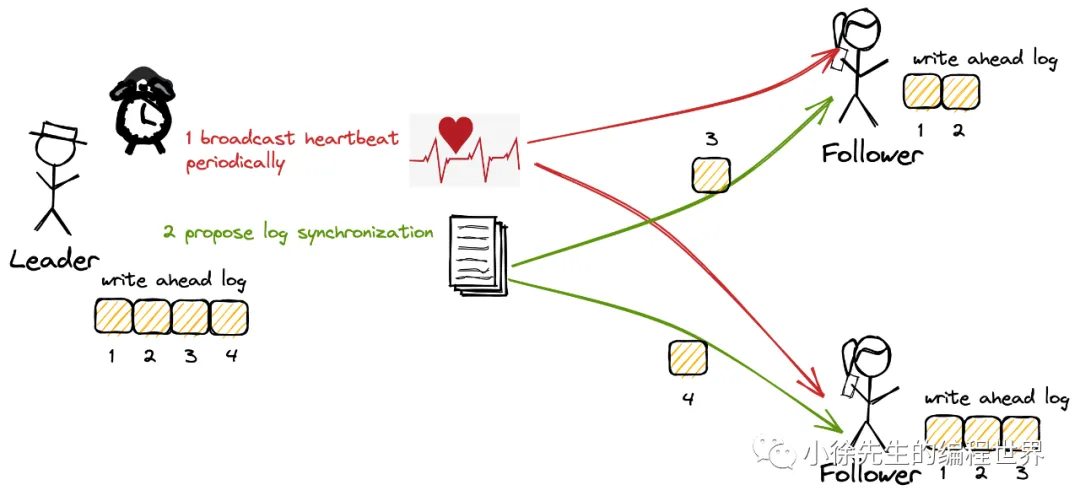 1 broadcast heartbeat
periodically
2 propose log synchronization
Leader
write ahead log
1 2 3 4
3
4
write ahead log
1 2
Follower
write ahead log
1 2 3
Follower
小徐先生的编程世界